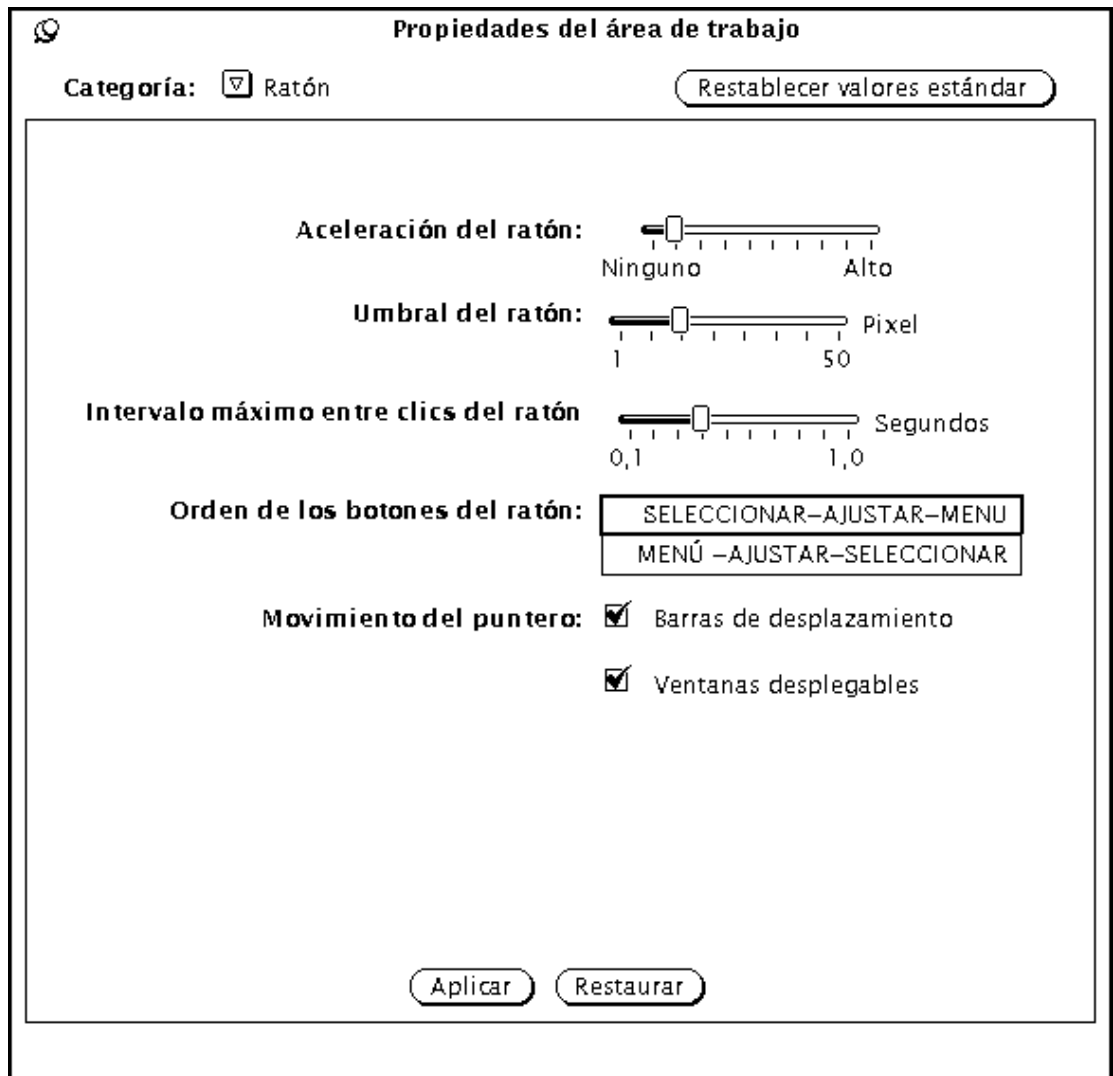 Propiedades del área de trabajo
Categoría: Ratón Restablecer valores estándar
Aceleración del ratón:
Ninguno Alto
Umbral del ratón: Pixel
1 50
Intervalo máximo entre clics del ratón Segundos
0,1 1,0
Orden de los botones del ratón: SELECCIONAR–AJUSTAR–MENU
MENÚ –AJUSTAR–SELECCIONAR
Movimiento del puntero: Barras de desplazamiento
Ventanas desplegables
Aplicar Restaurar